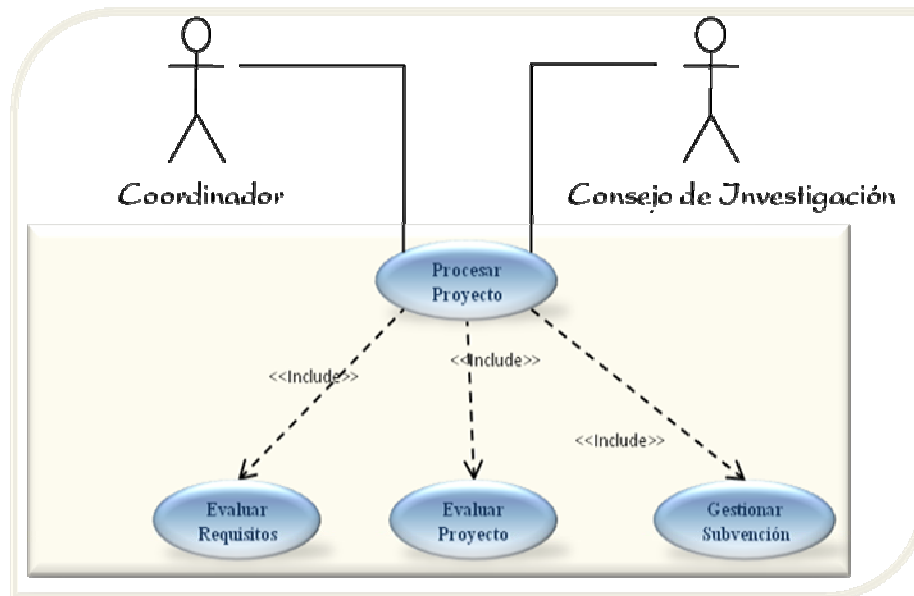 Coordinador
Consejo de Investigación
Procesar
Proyecto
<<Include>>
<<Include>>
<<Include>>
Evaluar
Requisitos
Evaluar
Proyecto
Gestionar
Subvención